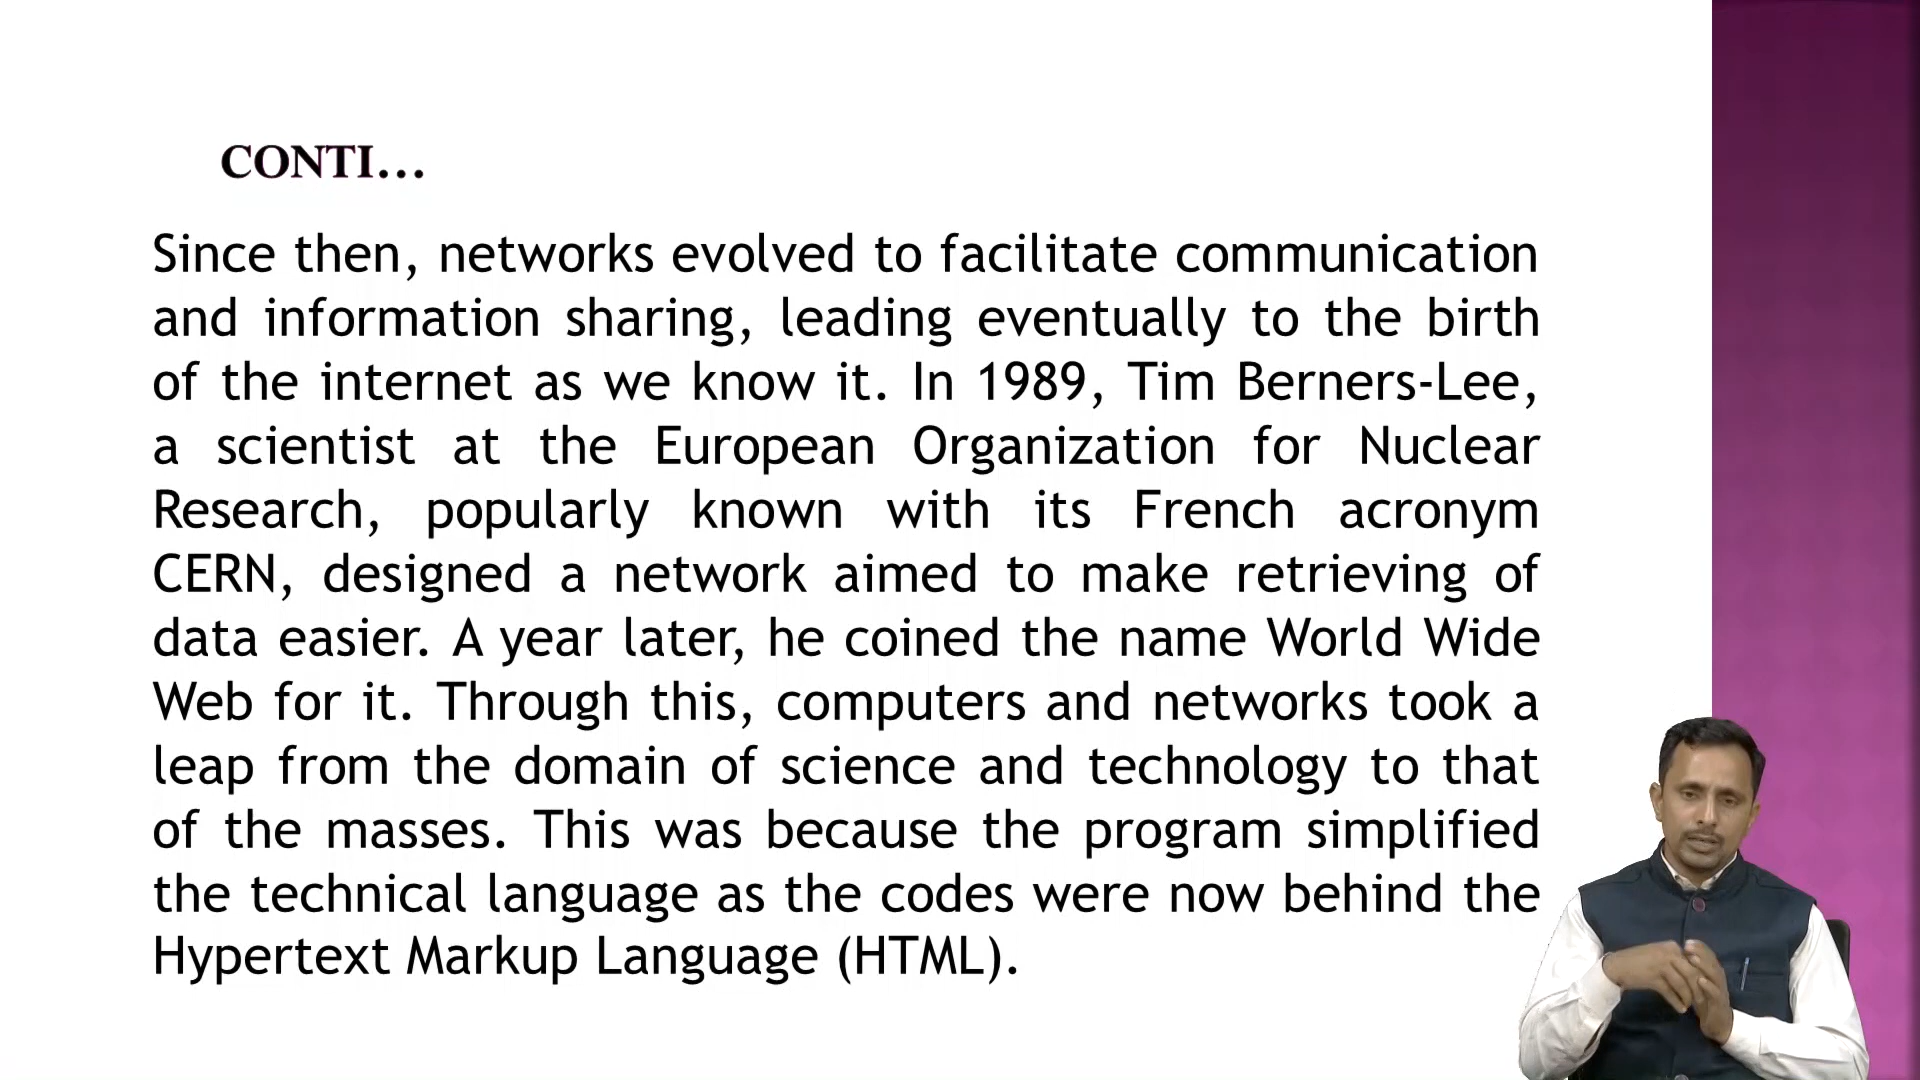 CONTI...
Since then, networks evolved to facilitate communication
and information sharing, leading eventually to the birth
of the internet as we know it. In 1989, Tim Berners-Lee,
a scientist at the European Organization for Nuclear
Research, popularly known with its French acronym
CERN, designed a network aimed to make retrieving of
data easier. A year later, he coined the name World Wide
Web for it. Through this, computers and networks took a
leap from the domain of science and technology to that
of the masses. This was because the program simplified
the technical language as the codes were now behind the
Hypertext Markup Language (HTML).